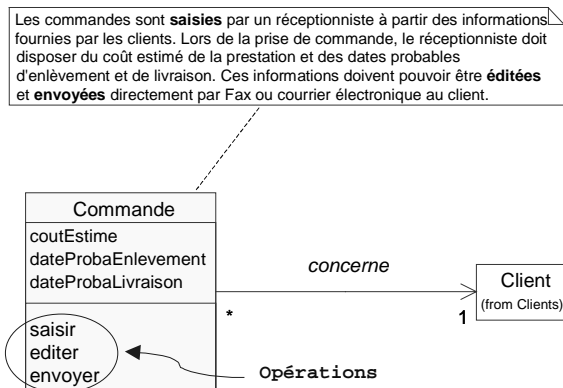 Les commandes sont saisies par un réceptionniste à partir des informations
fournies par les clients. Lors de la prise de commande, le réceptionniste doit
disposer du coût estimé de la prestation et des dates probables
d'enlèvement et de livraison. Ces informations doivent pouvoir être éditées
et envoyées directement par Fax ou courrier électronique au client.
Commande
coutEstime
dateProbaEnlevement
dateProbaLivraison
concerne
Client
(from Clients)
*
1
saisir
editer
envoyer
Opérations